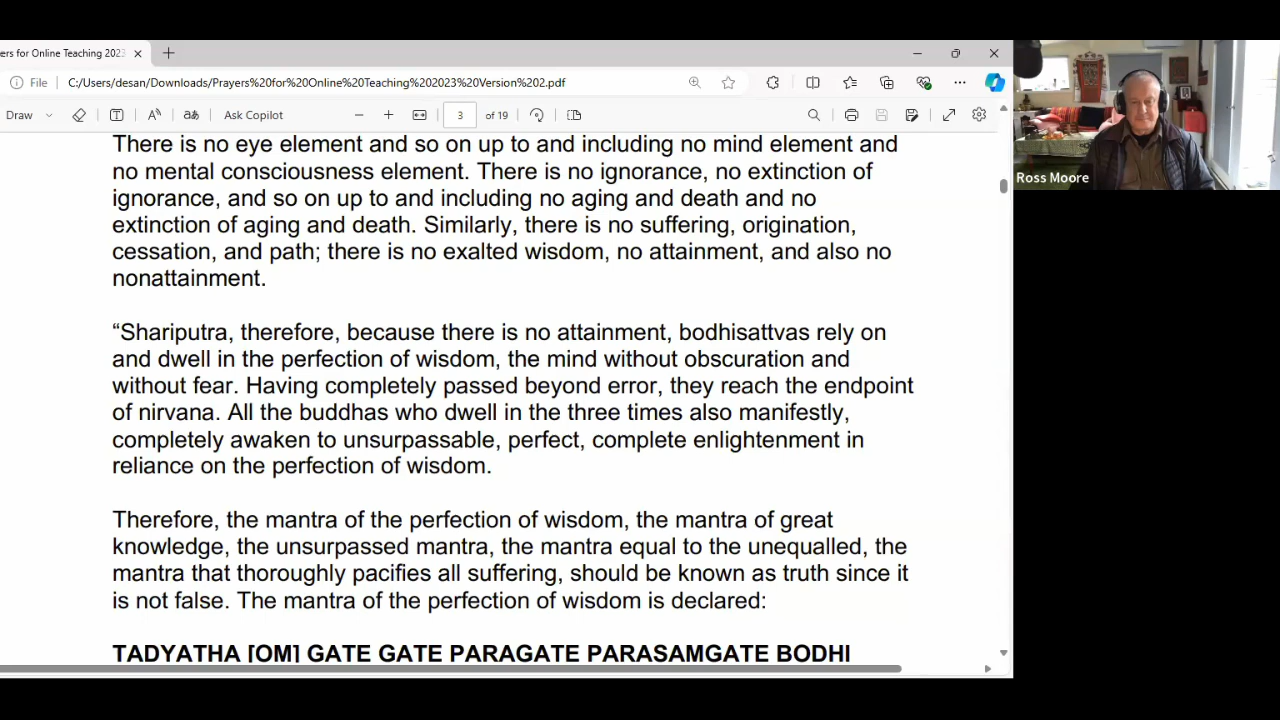 ers for Online Teaching 2023
File
C:/Users/desan/Downloads/Prayers%20for%20Online%20Teaching%202023%20Version%202.pdf
Draw
Ask Copilot
3
of 19
There is no eye element and so on up to and including no mind element and
no mental consciousness element. There is no ignorance, no extinction of
ignorance, and so on up to and including no aging and death and no
extinction of aging and death. Similarly, there is no suffering, origination,
cessation, and path; there is no exalted wisdom, no attainment, and also no
nonattainment.
“Shariputra, therefore, because there is no attainment, bodhisattvas rely on
and dwell in the perfection of wisdom, the mind without obscuration and
without fear. Having completely passed beyond error, they reach the endpoint
of nirvana. All the buddhas who dwell in the three times also manifestly,
completely awaken to unsurpassable, perfect, complete enlightenment in
reliance on the perfection of wisdom.
Therefore, the mantra of the perfection of wisdom, the mantra of great
knowledge, the unsurpassed mantra, the mantra equal to the unequalled, the
mantra that thoroughly pacifies all suffering, should be known as truth since it
is not false. The mantra of the perfection of wisdom is declared:
TADYATHA [OM] GATE GATE PARAGATE PARASAMGATE BODHI
Ross Moore